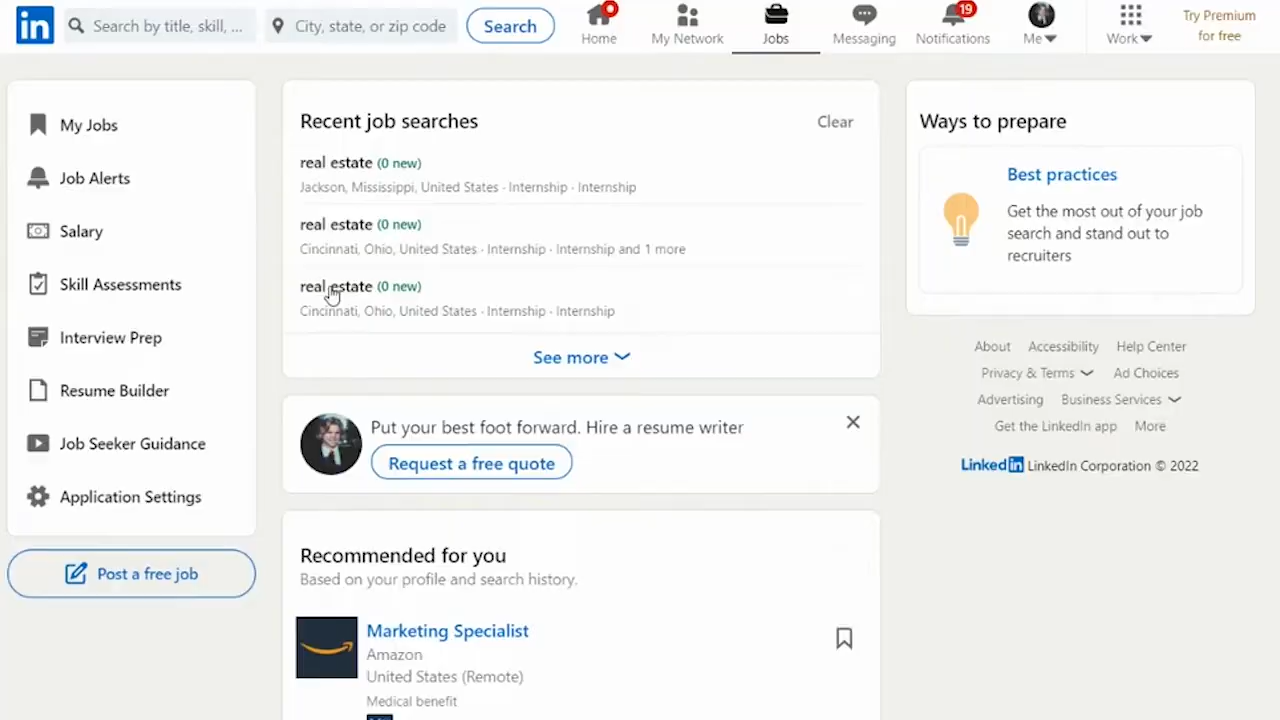 in
Search by title, skill, ...
City, state, or zip code
Search
Home
My Network
Jobs
Messaging
19
Notifications
Me
Work
Try Premium
for free
My Jobs
Job Alerts
Salary
Skill Assessments
Interview Prep
Resume Builder
Job Seeker Guidance
Application Settings
Post a free job
Recent job searches
Clear
real estate (0 new)
Jackson, Mississippi, United States · Internship · Internship
real estate (0 new)
Cincinnati, Ohio, United States · Internship · Internship and 1 more
real estate (0 new)
Cincinnati, Ohio, United States · Internship · Internship
See more
Put your best foot forward. Hire a resume writer
Request a free quote
Recommended for you
Based on your profile and search history.
Marketing Specialist
Amazon
United States (Remote)
Medical benefit
Ways to prepare
Best practices
Get the most out of your job
search and stand out to
recruiters
About Accessibility Help Center
Privacy & Terms Ad Choices
Advertising Business Services
Get the LinkedIn app More
LinkedIn LinkedIn Corporation © 2022